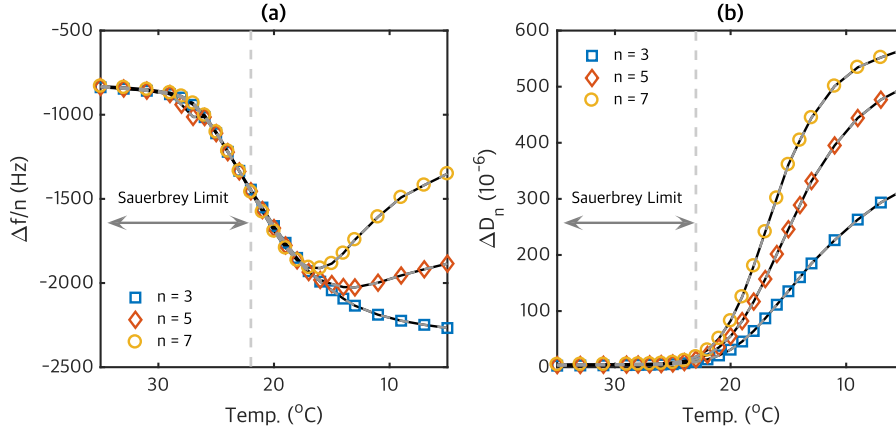 (a)
−500
−1000
−1500
−2000
−2500
Δf/n (Hz)
Sauerbrey Limit
n = 3
n = 5
n = 7
30
20
10
Temp. (°C)
(b)
600
500
400
300
200
100
0
ΔDₙ (10⁻⁶)
n = 3
n = 5
n = 7
Sauerbrey Limit
30
20
10
Temp. (°C)